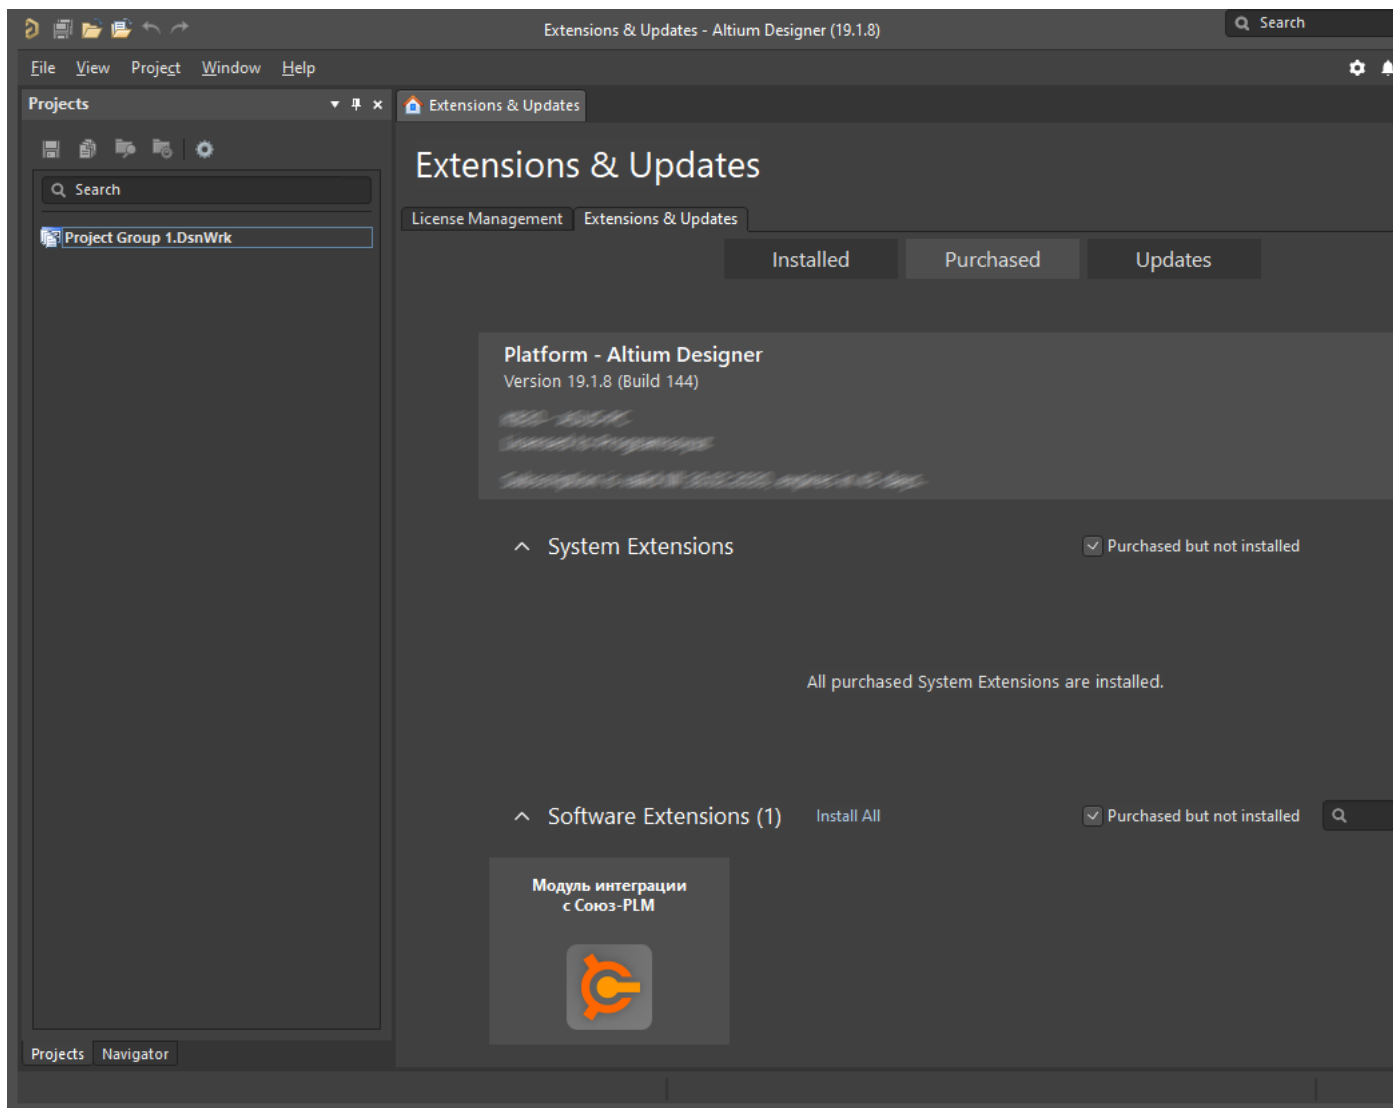 Extensions & Updates - Altium Designer (19.1.8)
Search
File View Project Window Help
Projects
Extensions & Updates
Search
Project Group 1.DsnWrk
Extensions & Updates
License Management Extensions & Updates
Installed Purchased Updates
Platform - Altium Designer
Version 19.1.8 (Build 144)
System Extensions
Purchased but not installed
All purchased System Extensions are installed.
Software Extensions (1) Install All
Purchased but not installed
Модуль интеграции
с Союз-PLM
Projects Navigator